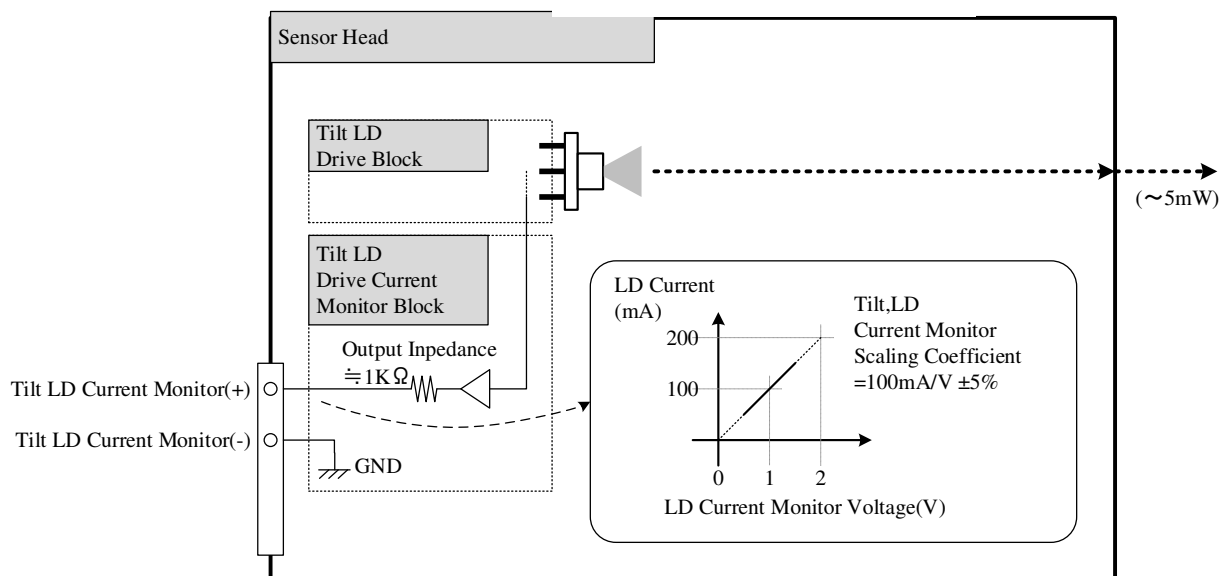 Sensor Head
Tilt LD
Drive Block
(～5mW)
Tilt LD
Drive Current
Monitor Block
Output Inpedance
≒1KΩ
Tilt LD Current Monitor(+)
Tilt LD Current Monitor(-)
GND
LD Current
(mA)
200
100
0
1
2
LD Current Monitor Voltage(V)
Tilt,LD
Current Monitor
Scaling Coefficient
=100mA/V ±5%